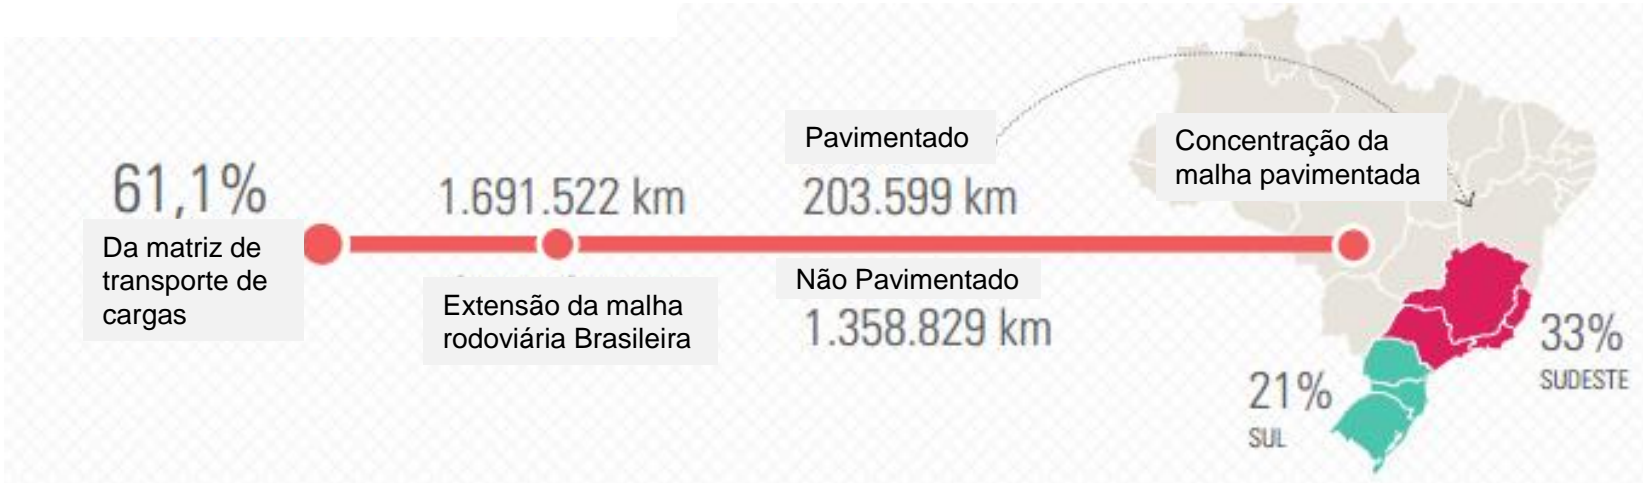 61,1%
Da matriz de
transporte de
cargas
1.691.522 km
Extensão da malha
rodoviária Brasileira
Pavimentado
203.599 km
Não Pavimentado
1.358.829 km
Concentração da
malha pavimentada
33%
SUDESTE
21%
SUL